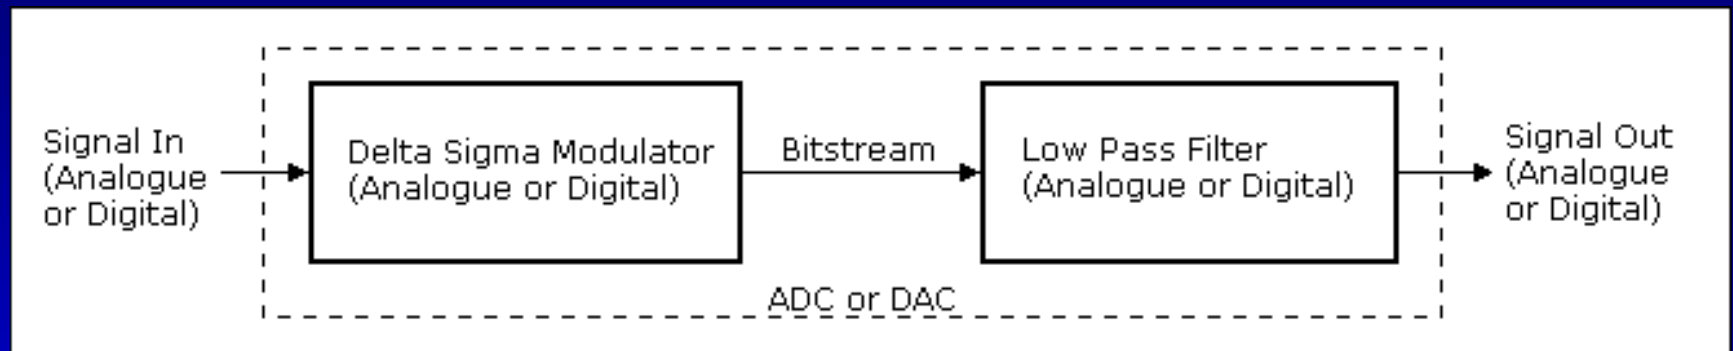 Signal In
(Analogue
or Digital)
Delta Sigma Modulator
(Analogue or Digital)
Bitstream
Low Pass Filter
(Analogue or Digital)
Signal Out
(Analogue
or Digital)
ADC or DAC